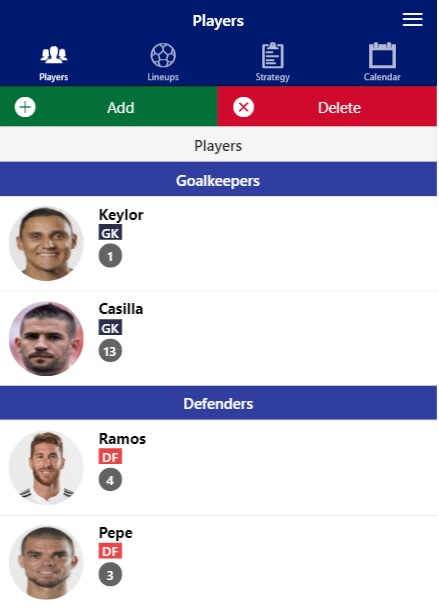 Players
Players
Lineups
Strategy
Calendar
Add
Delete
Players
Goalkeepers
Keylor
GK
1
Casilla
GK
13
Defenders
Ramos
DF
4
Pepe
DF
3